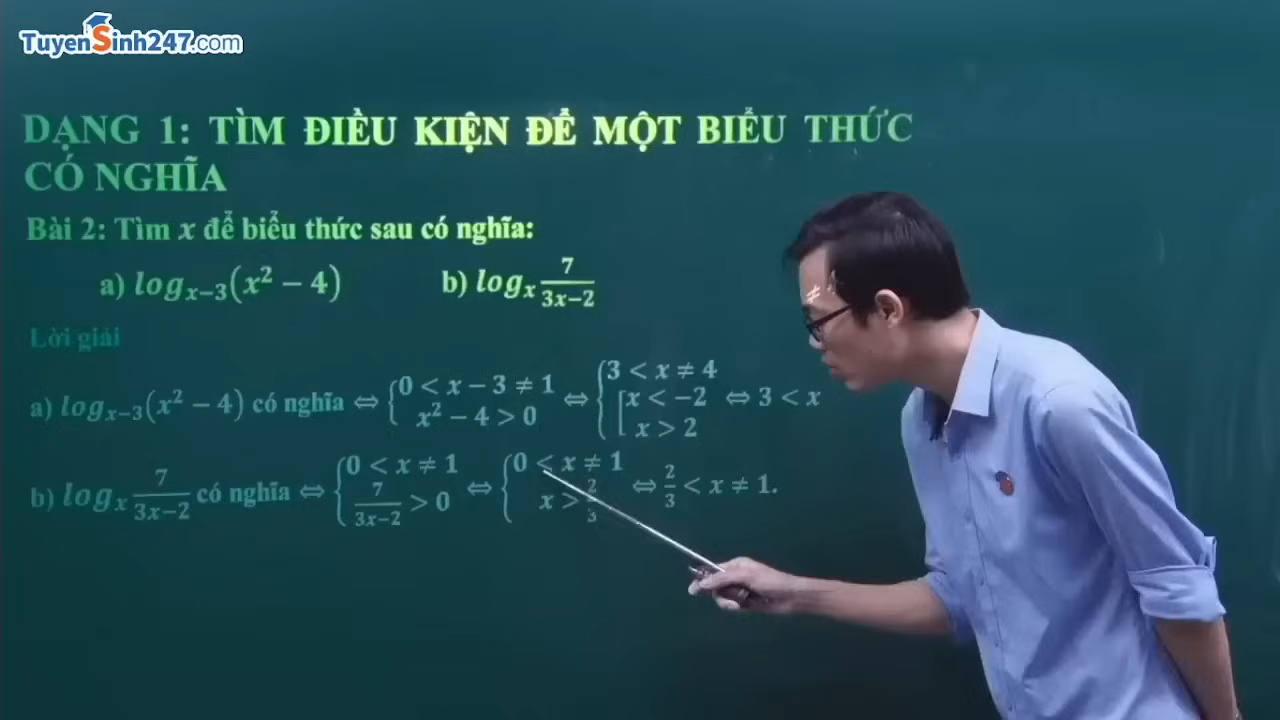 TuyenSinh247.com
DẠNG 1: TÌM ĐIỀU KIỆN ĐỂ MỘT BIỂU THỨC
CÓ NGHĨA
Bài 2: Tìm x để biểu thức sau có nghĩa:
a) log_{x−3}(x² − 4) b) log_x 7/(3x−2)
Lời giải
a) log_{x−3}(x² − 4) có nghĩa ⇔ { 0 < x − 3 ≠ 1 ; x² − 4 > 0 ⇔ { 3 < x ≠ 4 ; [ x < −2 ; x > 2 ⇔ 3 < x ≠
b) log_x 7/(3x−2) có nghĩa ⇔ { 0 < x ≠ 1 ; 7/(3x−2) > 0 ⇔ { 0 < x ≠ 1 ; x > 2/3 ⇔ 2/3 < x ≠ 1.